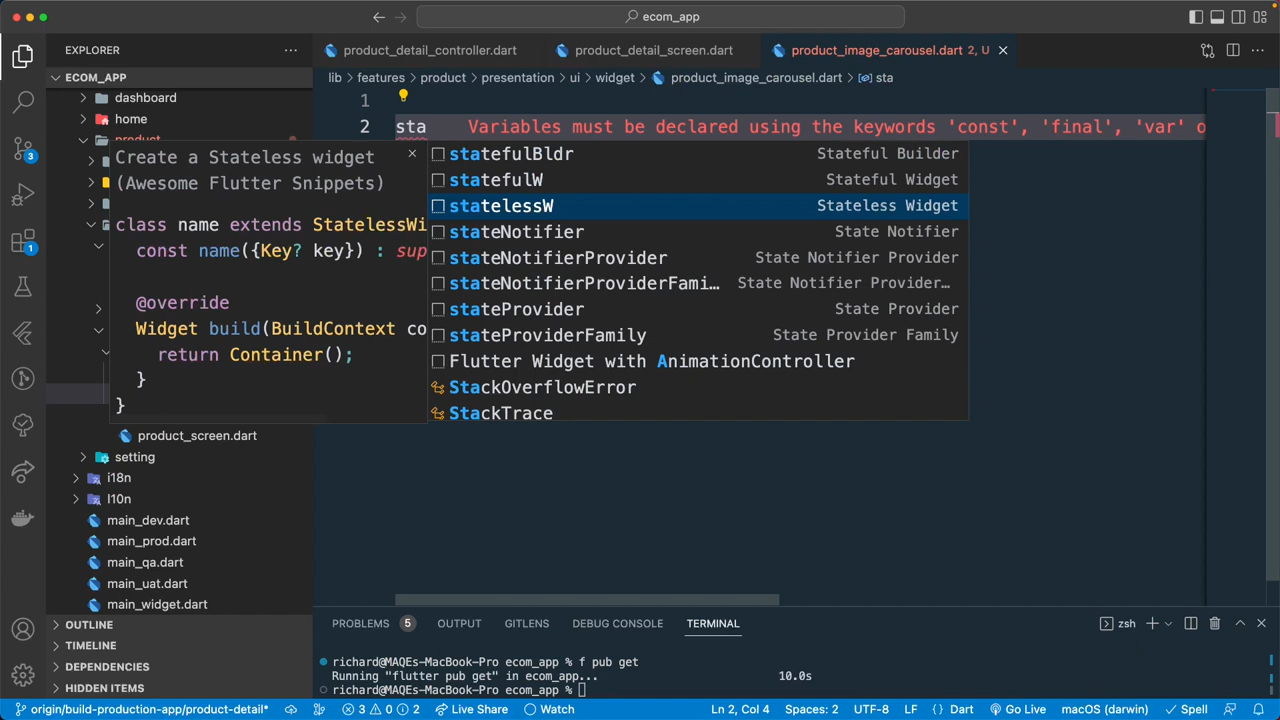 ecom_app
EXPLORER
product_detail_controller.dart
product_detail_screen.dart
product_image_carousel.dart 2, U
ECOM_APP
lib features product presentation ui widget product_image_carousel.dart sta
dashboard
home
product
1
2
sta Variables must be declared using the keywords 'const', 'final', 'var' o
Create a Stateless widget
(Awesome Flutter Snippets)
class name extends StatelessWi
const name({Key? key}) : sup
@override
Widget build(BuildContext co
return Container();
}
}
statefulBldr Stateful Builder
statefulW Stateful Widget
statelessW Stateless Widget
stateNotifier State Notifier
stateNotifierProvider State Notifier Provider
stateNotifierProviderFami… State Notifier Provider…
stateProvider State Provider
stateProviderFamily State Provider Family
Flutter Widget with AnimationController
StackOverflowError
StackTrace
product_screen.dart
setting
i18n
l10n
main_dev.dart
main_prod.dart
main_qa.dart
main_uat.dart
main_widget.dart
OUTLINE
TIMELINE
DEPENDENCIES
HIDDEN ITEMS
3
1
PROBLEMS 5 OUTPUT GITLENS DEBUG CONSOLE TERMINAL
zsh
richard@MAQEs-MacBook-Pro ecom_app % f pub get
Running "flutter pub get" in ecom_app... 10.0s
richard@MAQEs-MacBook-Pro ecom_app %
origin/build-production-app/product-detail* 3 0 2 Live Share Watch Ln 2, Col 4 Spaces: 2 UTF-8 LF {} Dart Go Live macOS (darwin) Spell